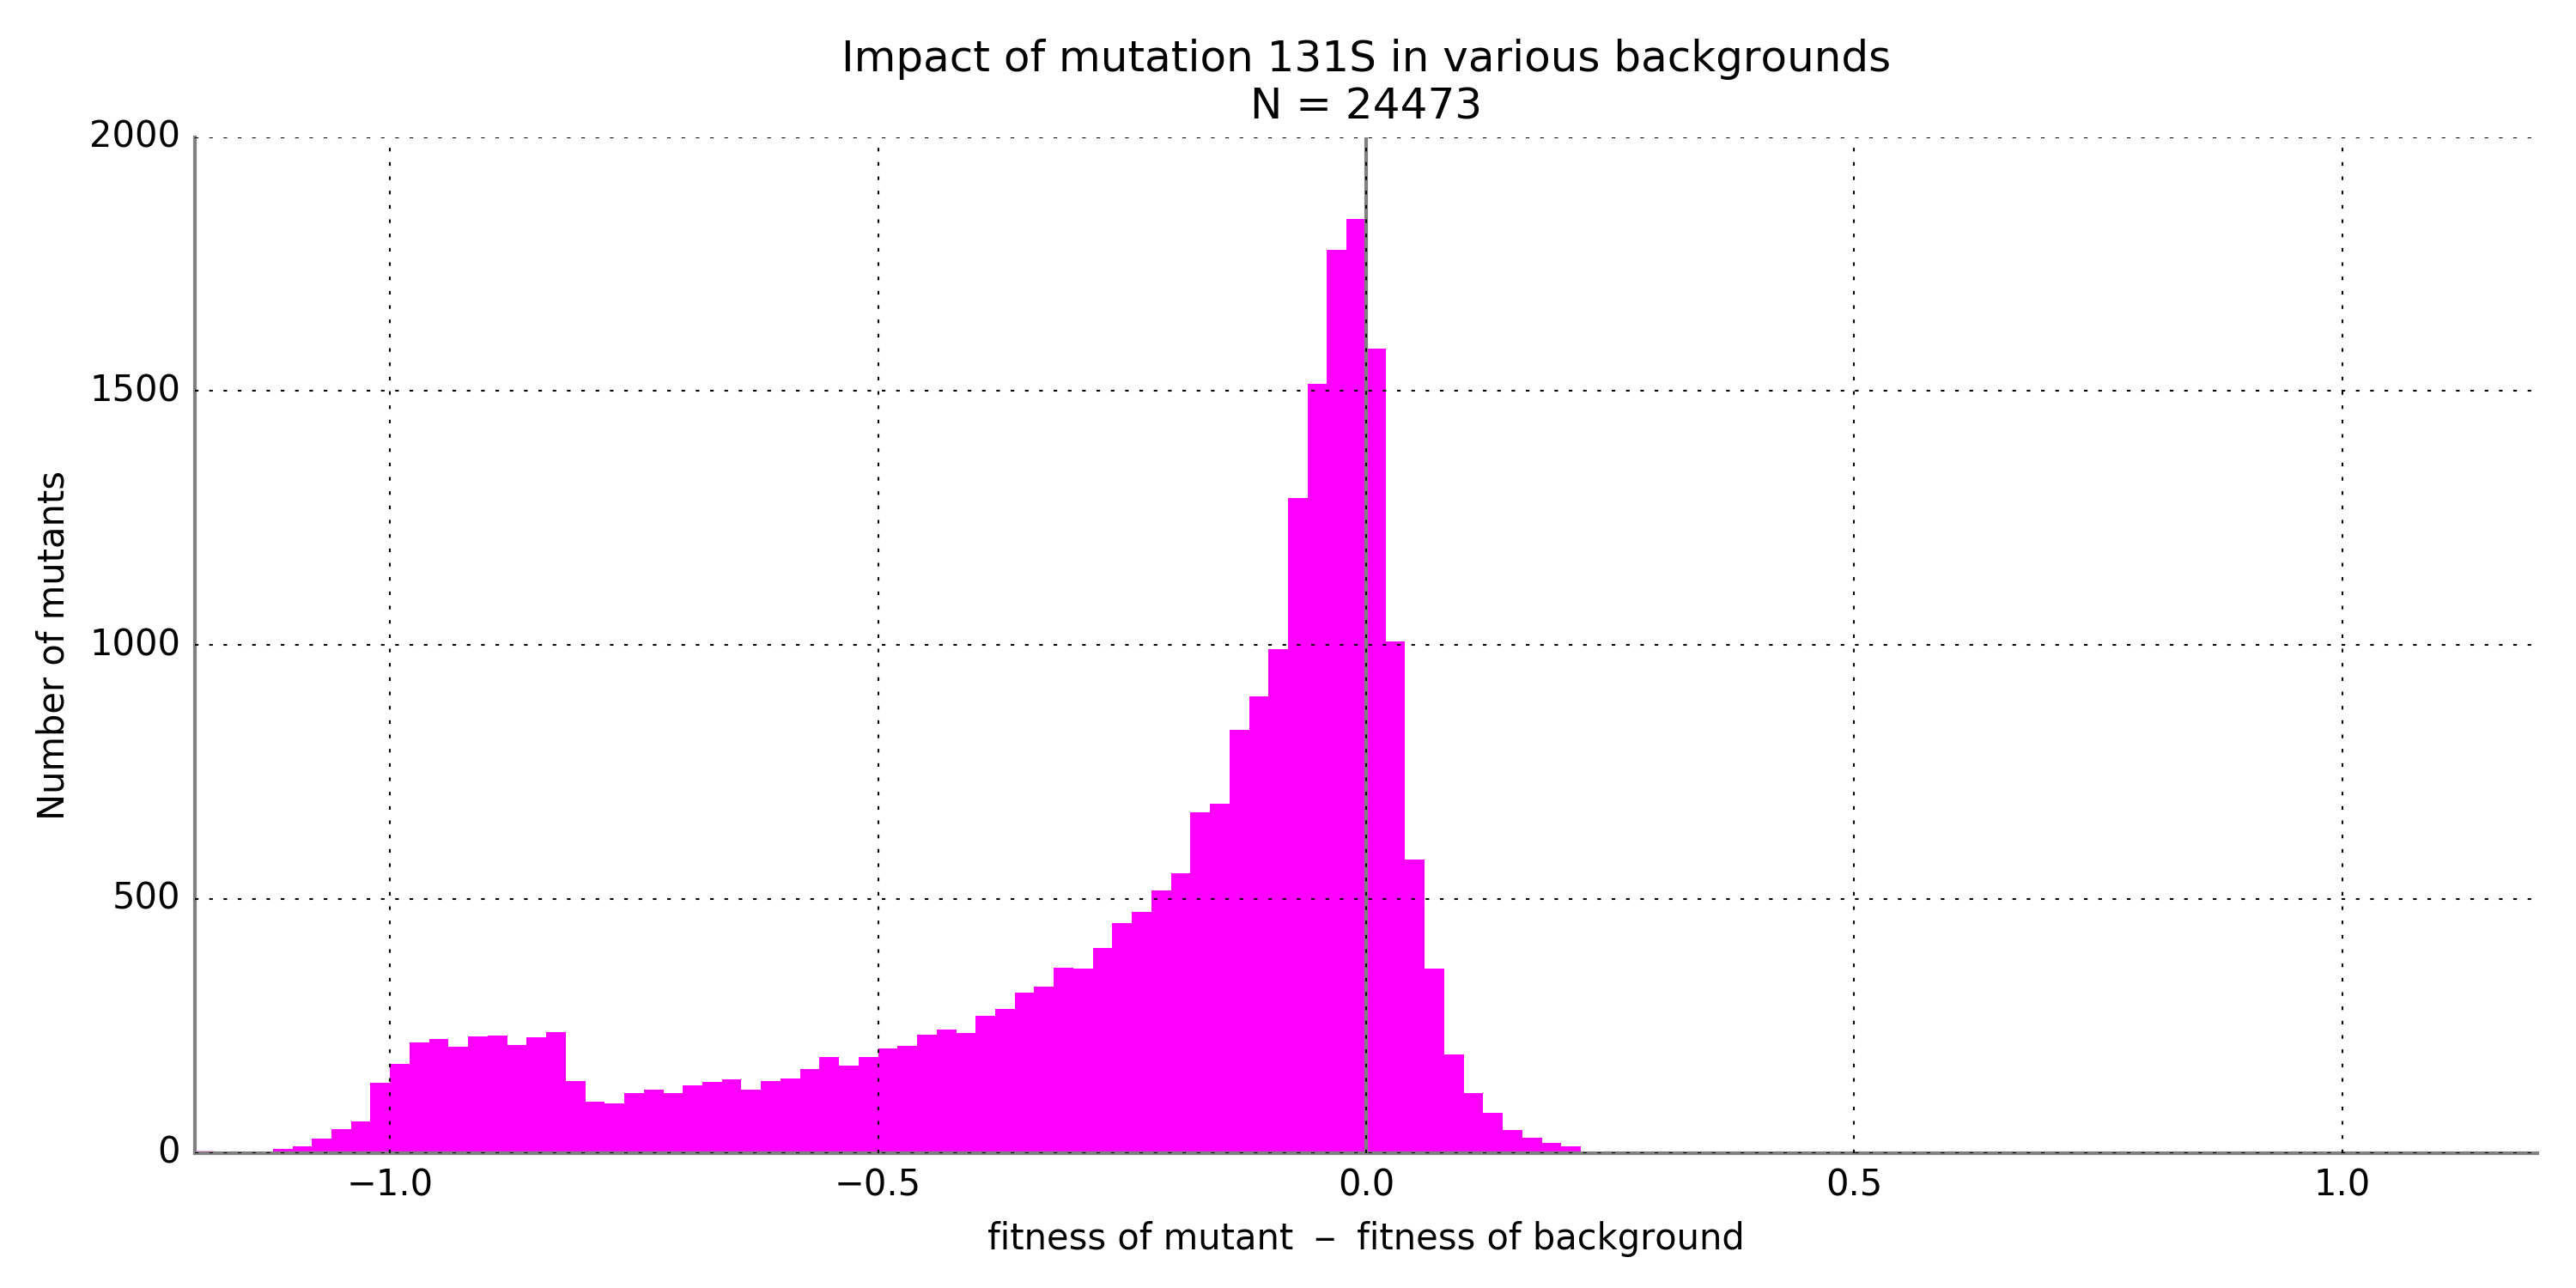 Impact of mutation 131S in various backgrounds
N = 24473
2000
1500
1000
500
0
Number of mutants
−1.0 −0.5 0.0 0.5 1.0
fitness of mutant – fitness of background